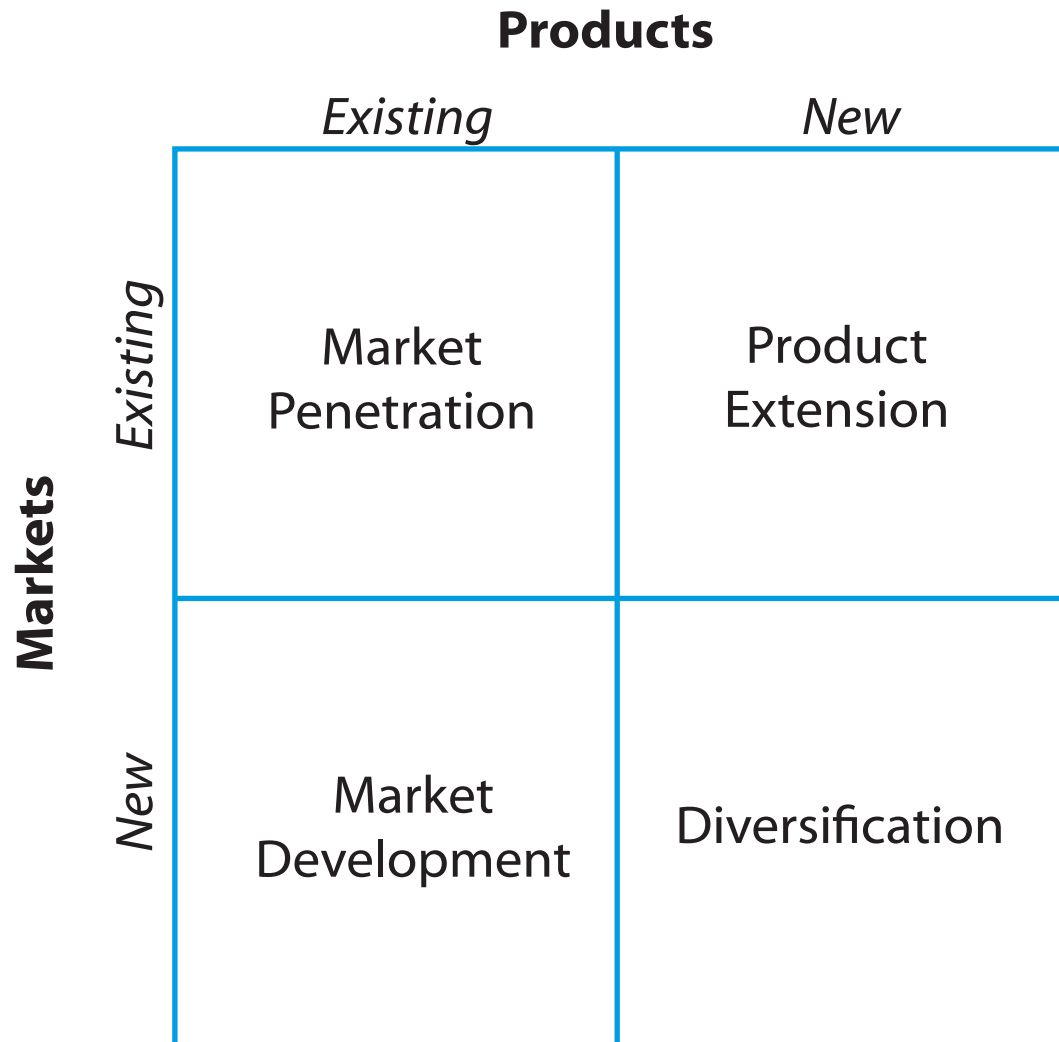 Products
Existing
New
Existing
Market
Penetration
Product
Extension
Markets
New
Market
Development
Diversification